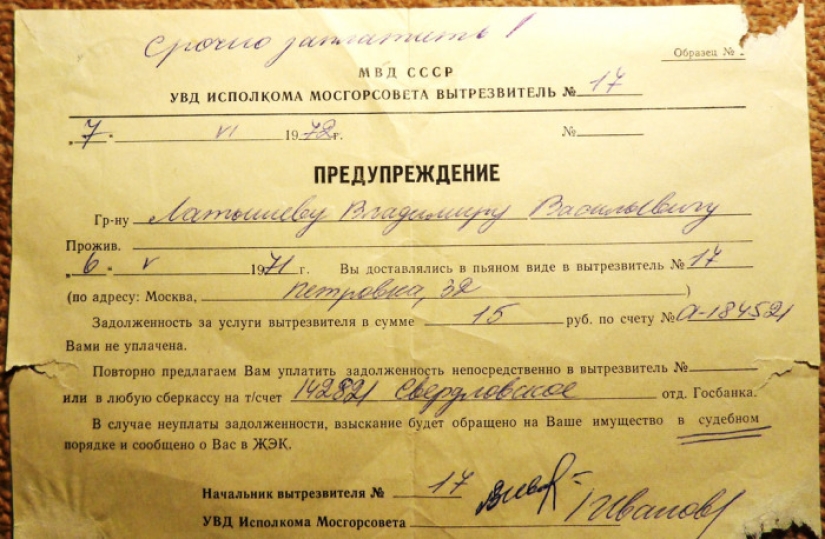 Срочно заплатить!
Образец №
МВД СССР
УВД ИСПОЛКОМА МОСГОРСОВЕТА ВЫТРЕЗВИТЕЛЬ № 17
„ 7 " VI 1972 г. №
ПРЕДУПРЕЖДЕНИЕ
Гр-ну Латышеву Владимиру Васильевичу
Прожив.
„ 6 " V 1971 г. Вы доставлялись в пьяном виде в вытрезвитель № 17
(по адресу: Москва, Петровка, 32 )
Задолженность за услуги вытрезвителя в сумме 15 руб. по счету № А-184521
Вами не уплачена.
Повторно предлагаем Вам уплатить задолженность непосредственно в вытрезвитель №
или в любую сберкассу на т/счет 142821 Свердловское отд. Госбанка.
В случае неуплаты задолженности, взыскание будет обращено на Ваше имущество в судебном
порядке и сообщено о Вас в ЖЭК.
Начальник вытрезвителя № 17
УВД Исполкома Мосгорсовета Иванов